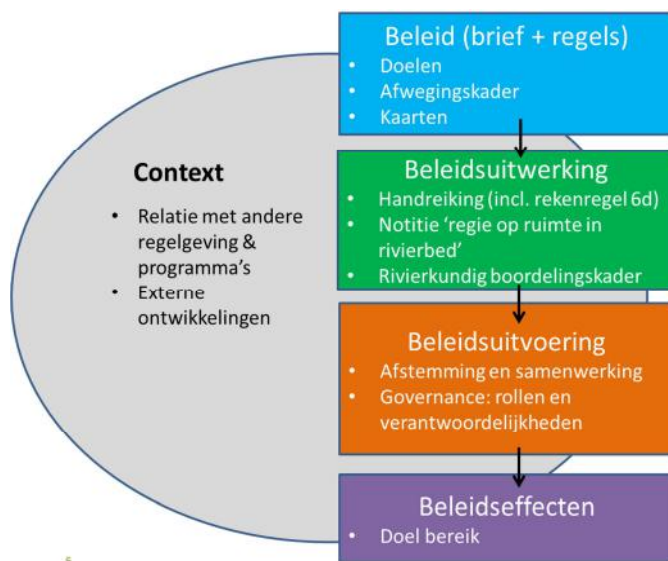 Beleid (brief + regels)
• Doelen
• Afwegingskader
• Kaarten
Context
• Relatie met andere
regelgeving &
programma's
• Externe
ontwikkelingen
Beleidsuitwerking
• Handreiking (incl. rekenregel 6d)
• Notitie 'regie op ruimte in
rivierbed'
• Rivierkundig boordelingskader
Beleidsuitvoering
• Afstemming en samenwerking
• Governance: rollen en
verantwoordelijkheden
Beleidseffecten
• Doel bereik